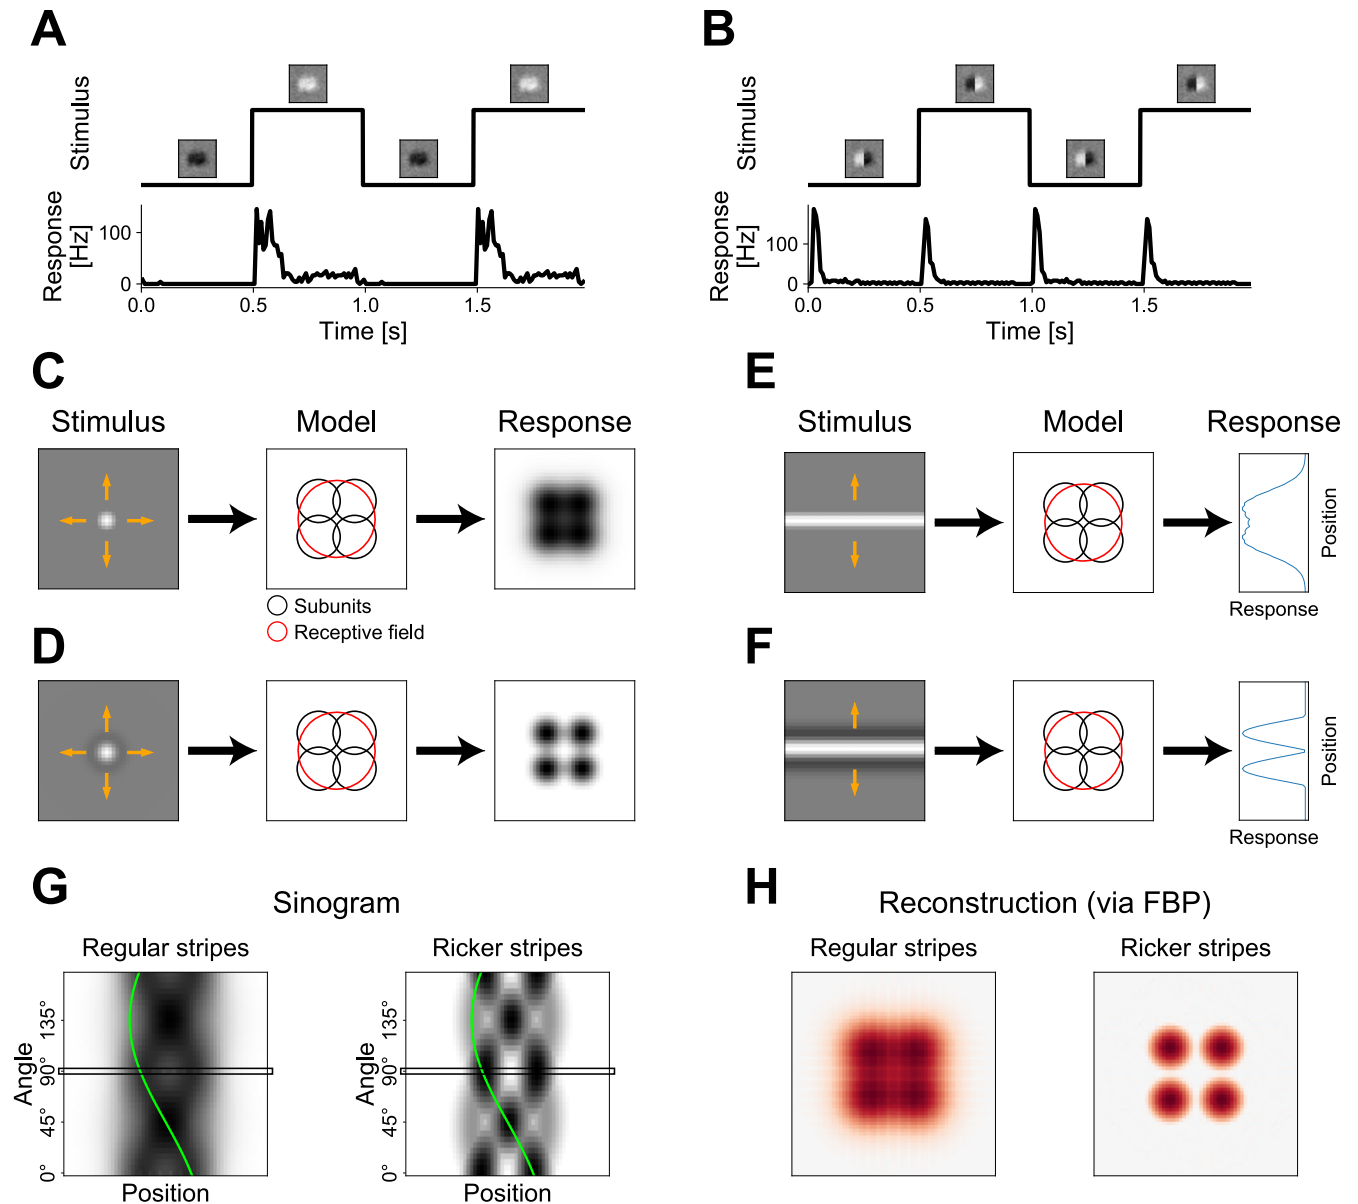 A
Stimulus
Response
[Hz]
100
0
0.0
0.5
1.0
1.5
Time [s]
B
Stimulus
Response
[Hz]
100
0
0.0
0.5
1.0
1.5
Time [s]
C
Stimulus
Model
Response
Subunits
Receptive field
D
E
Stimulus
Model
Response
Position
Response
F
Position
Response
G
Sinogram
Regular stripes
Ricker stripes
Angle
135°
90°
45°
0°
Position
Angle
135°
90°
45°
0°
Position
H
Reconstruction (via FBP)
Regular stripes
Ricker stripes